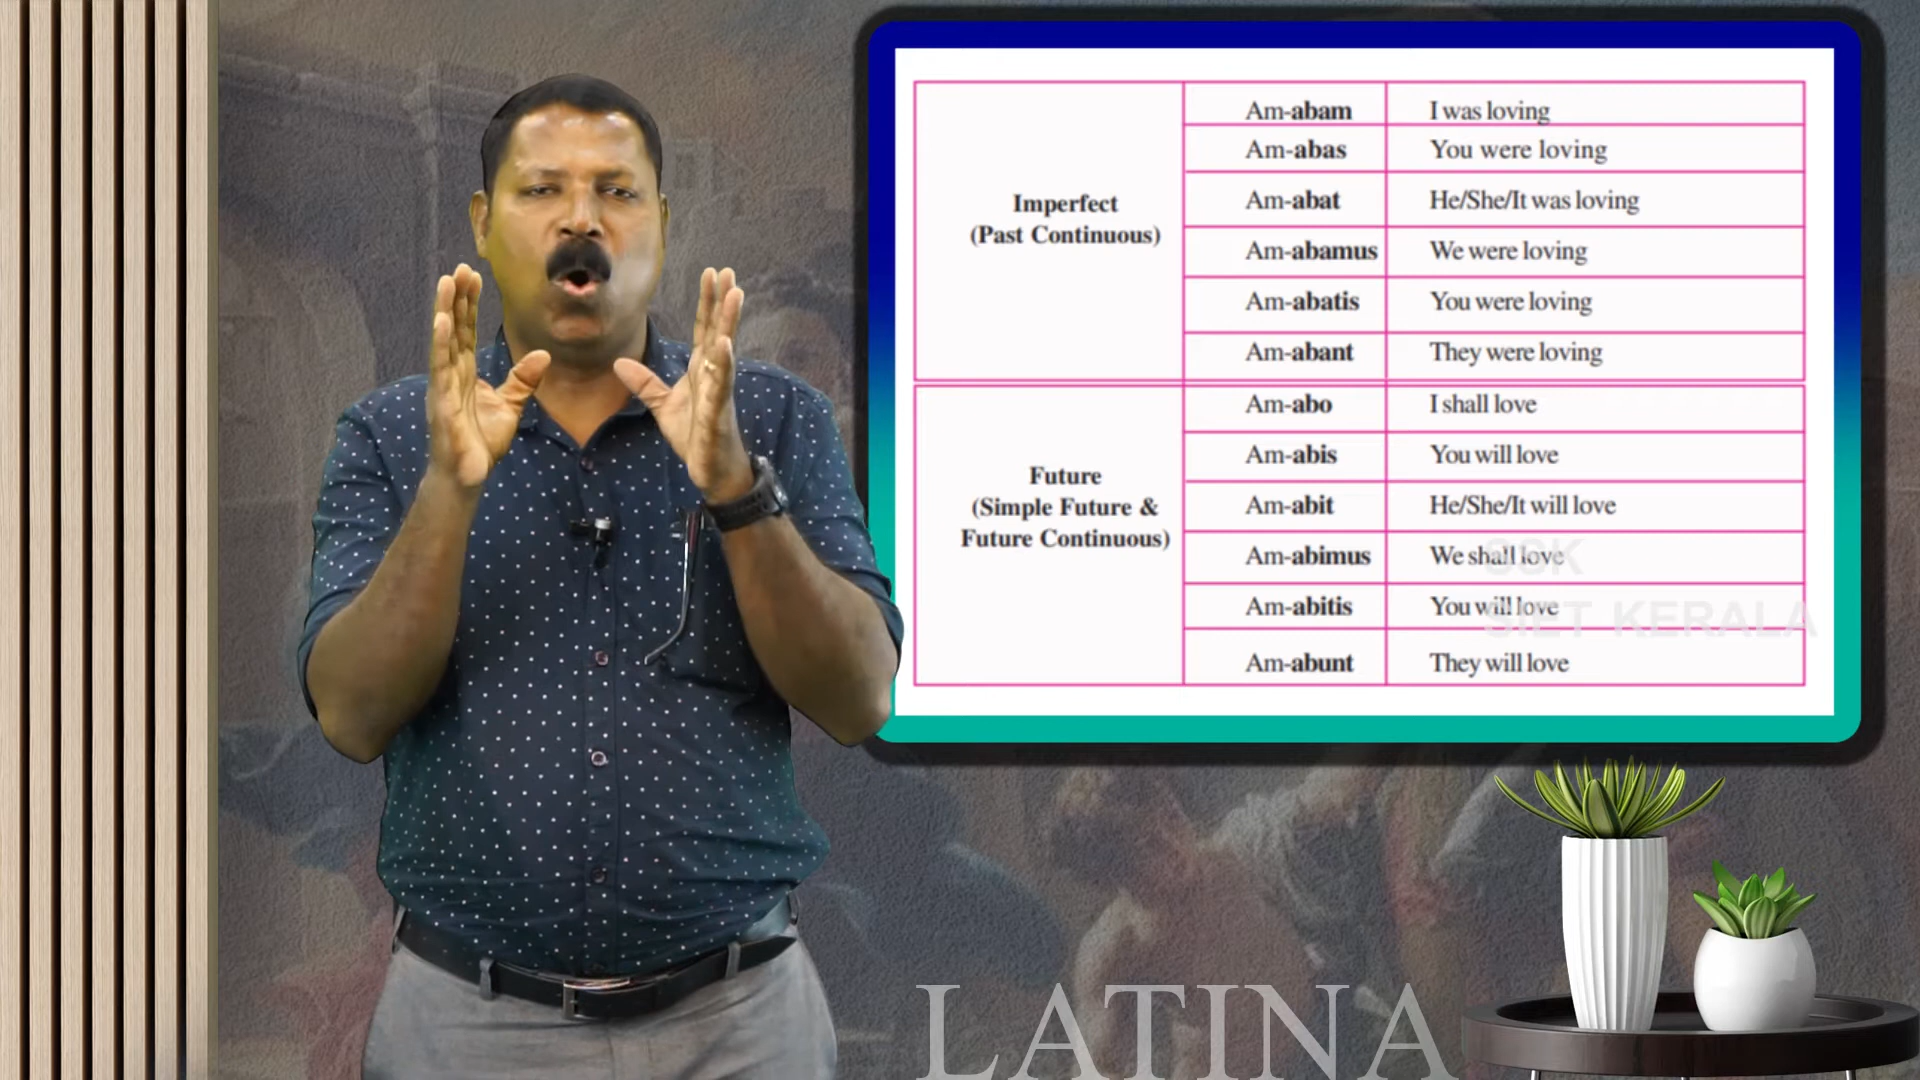 Imperfect
(Past Continuous)
Am-abam I was loving
Am-abas You were loving
Am-abat He/She/It was loving
Am-abamus We were loving
Am-abatis You were loving
Am-abant They were loving
Future
(Simple Future &
Future Continuous)
Am-abo I shall love
Am-abis You will love
Am-abit He/She/It will love
Am-abimus We shall love
Am-abitis You will love
Am-abunt They will love
SSK
SIET KERALA
LATINA